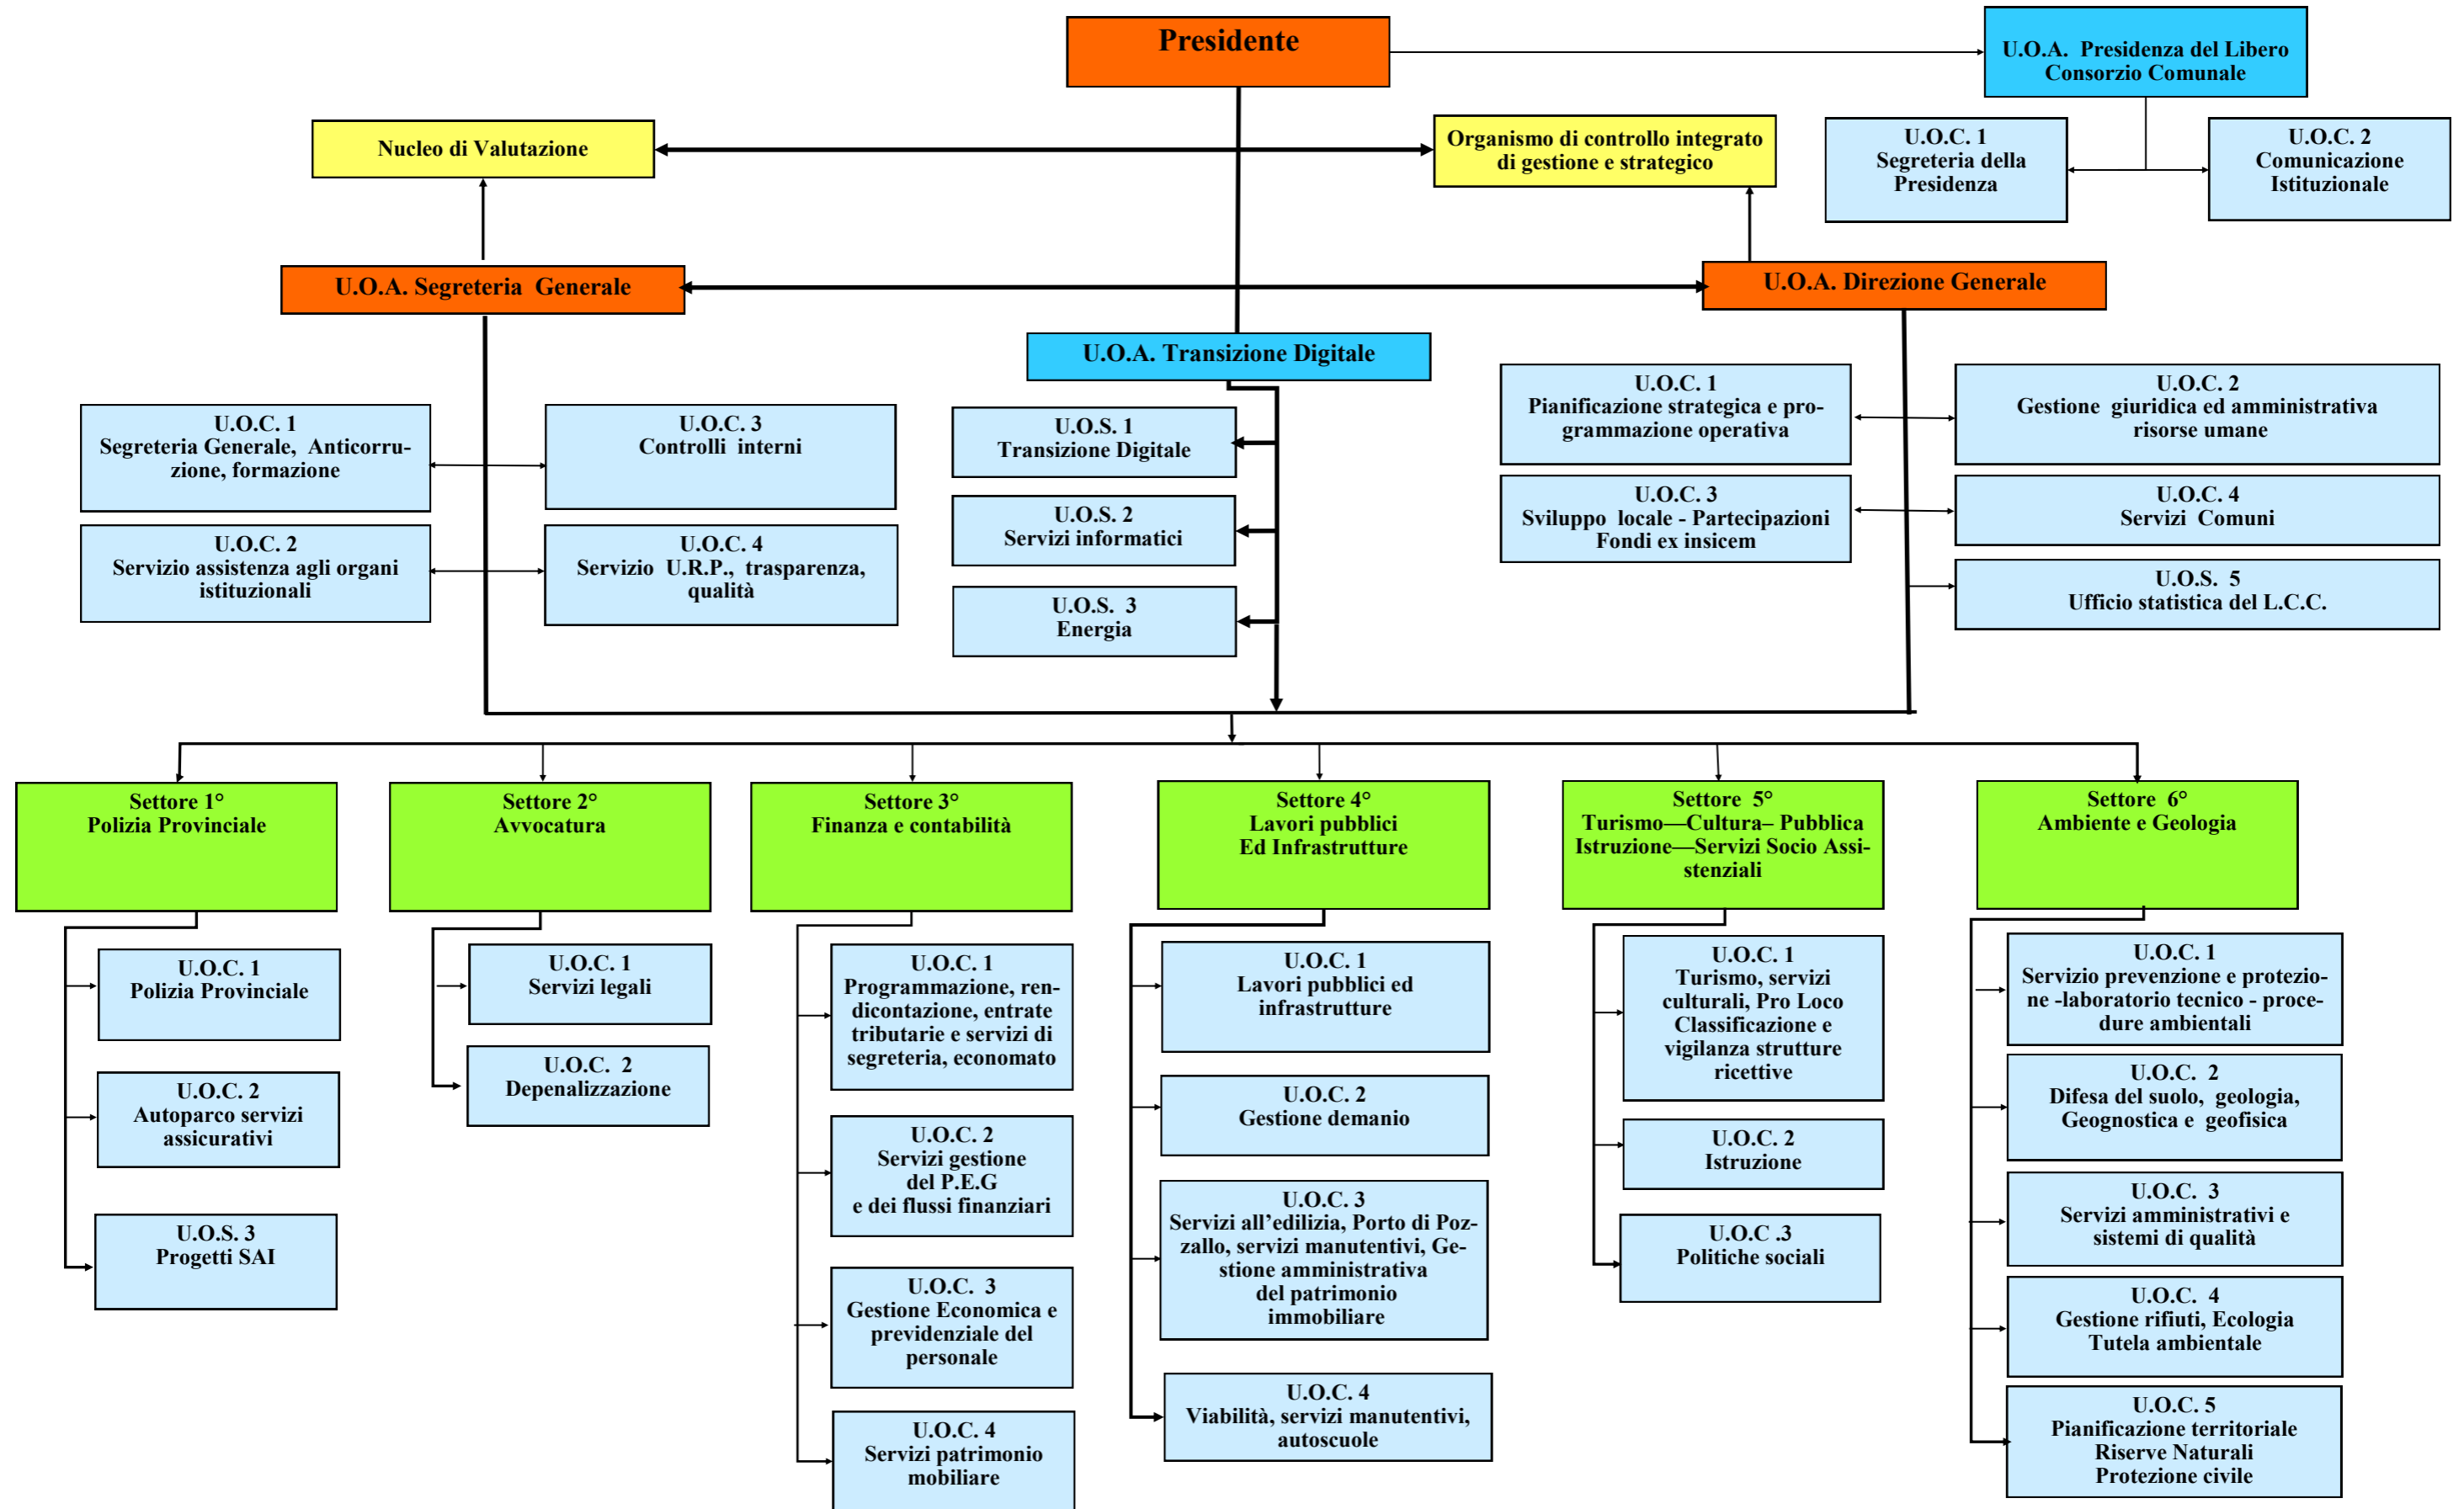 Presidente
U.O.A. Presidenza del Libero
Consorzio Comunale
Nucleo di Valutazione
Organismo di controllo integrato
di gestione e strategico
U.O.C. 1
Segreteria della
Presidenza
U.O.C. 2
Comunicazione
Istituzionale
U.O.A. Segreteria Generale
U.O.A. Direzione Generale
U.O.A. Transizione Digitale
U.O.C. 1
Segreteria Generale, Anticorru-
zione, formazione
U.O.C. 3
Controlli interni
U.O.C. 2
Servizio assistenza agli organi
istituzionali
U.O.C. 4
Servizio U.R.P., trasparenza,
qualità
U.O.S. 1
Transizione Digitale
U.O.S. 2
Servizi informatici
U.O.S. 3
Energia
U.O.C. 1
Pianificazione strategica e pro-
grammazione operativa
U.O.C. 2
Gestione giuridica ed amministrativa
risorse umane
U.O.C. 3
Sviluppo locale - Partecipazioni
Fondi ex insicem
U.O.C. 4
Servizi Comuni
U.O.S. 5
Ufficio statistica del L.C.C.
Settore 1°
Polizia Provinciale
Settore 2°
Avvocatura
Settore 3°
Finanza e contabilità
Settore 4°
Lavori pubblici
Ed Infrastrutture
Settore 5°
Turismo—Cultura– Pubblica
Istruzione—Servizi Socio Assi-
stenziali
Settore 6°
Ambiente e Geologia
U.O.C. 1
Polizia Provinciale
U.O.C. 2
Autoparco servizi
assicurativi
U.O.S. 3
Progetti SAI
U.O.C. 1
Servizi legali
U.O.C. 2
Depenalizzazione
U.O.C. 1
Programmazione, ren-
dicontazione, entrate
tributarie e servizi di
segreteria, economato
U.O.C. 2
Servizi gestione
del P.E.G
e dei flussi finanziari
U.O.C. 3
Gestione Economica e
previdenziale del
personale
U.O.C. 4
Servizi patrimonio
mobiliare
U.O.C. 1
Lavori pubblici ed
infrastrutture
U.O.C. 2
Gestione demanio
U.O.C. 3
Servizi all’edilizia, Porto di Poz-
zallo, servizi manutentivi, Ge-
stione amministrativa
del patrimonio
immobiliare
U.O.C. 4
Viabilità, servizi manutentivi,
autoscuole
U.O.C. 1
Turismo, servizi
culturali, Pro Loco
Classificazione e
vigilanza strutture
ricettive
U.O.C. 2
Istruzione
U.O.C .3
Politiche sociali
U.O.C. 1
Servizio prevenzione e protezio-
ne -laboratorio tecnico - proce-
dure ambientali
U.O.C. 2
Difesa del suolo, geologia,
Geognostica e geofisica
U.O.C. 3
Servizi amministrativi e
sistemi di qualità
U.O.C. 4
Gestione rifiuti, Ecologia
Tutela ambientale
U.O.C. 5
Pianificazione territoriale
Riserve Naturali
Protezione civile